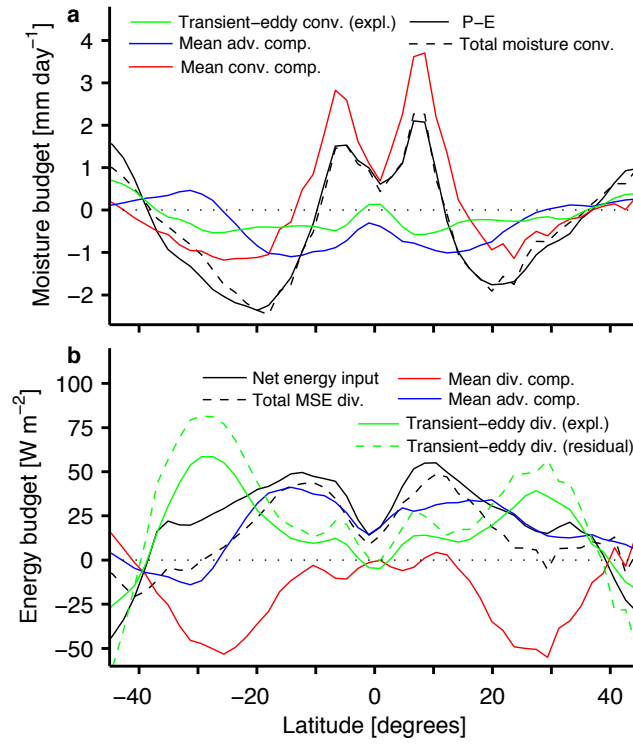 a
Transient−eddy conv. (expl.)
Mean adv. comp.
Mean conv. comp.
P−E
Total moisture conv.
Moisture budget [mm day−1]
4
3
2
1
0
−1
−2
b
Net energy input
Total MSE div.
Mean div. comp.
Mean adv. comp.
Transient−eddy div. (expl.)
Transient−eddy div. (residual)
Energy budget [W m−2]
100
75
50
25
0
−25
−50
−40
−20
0
20
40
Latitude [degrees]